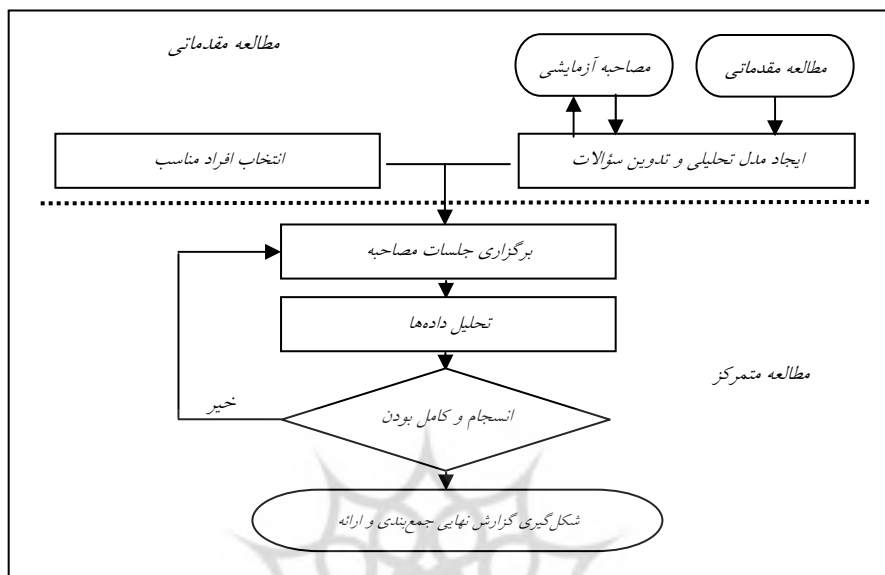 مطالعه مقدماتی
مطالعه مقدماتی
مصاحبه آزمایشی
ایجاد مدل تحلیلی و تدوین سؤالات
انتخاب افراد مناسب
برگزاری جلسات مصاحبه
تحلیل داده‌ها
مطالعه متمرکز
خیر
انسجام و کامل بودن
شکل‌گیری گزارش نهایی جمع‌بندی و ارائه